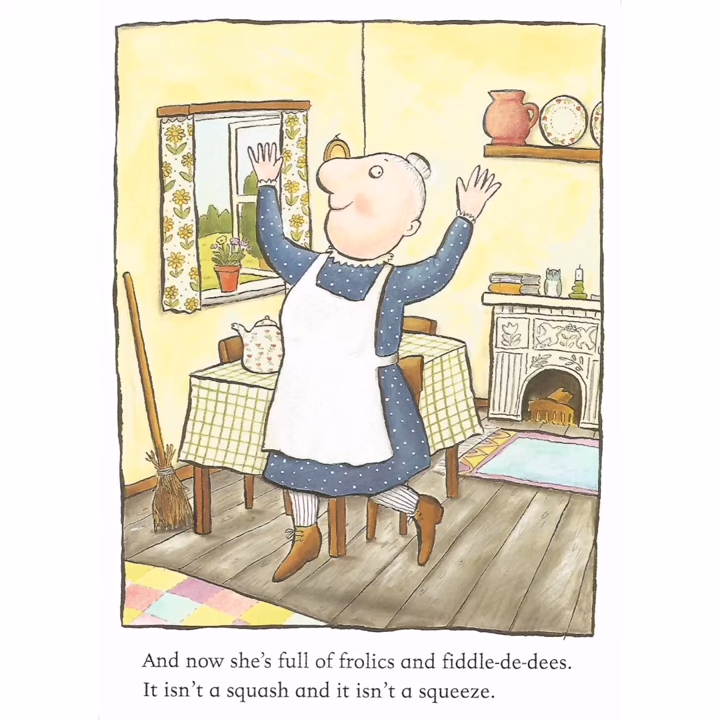 And now she's full of frolics and fiddle-de-dees.
It isn't a squash and it isn't a squeeze.